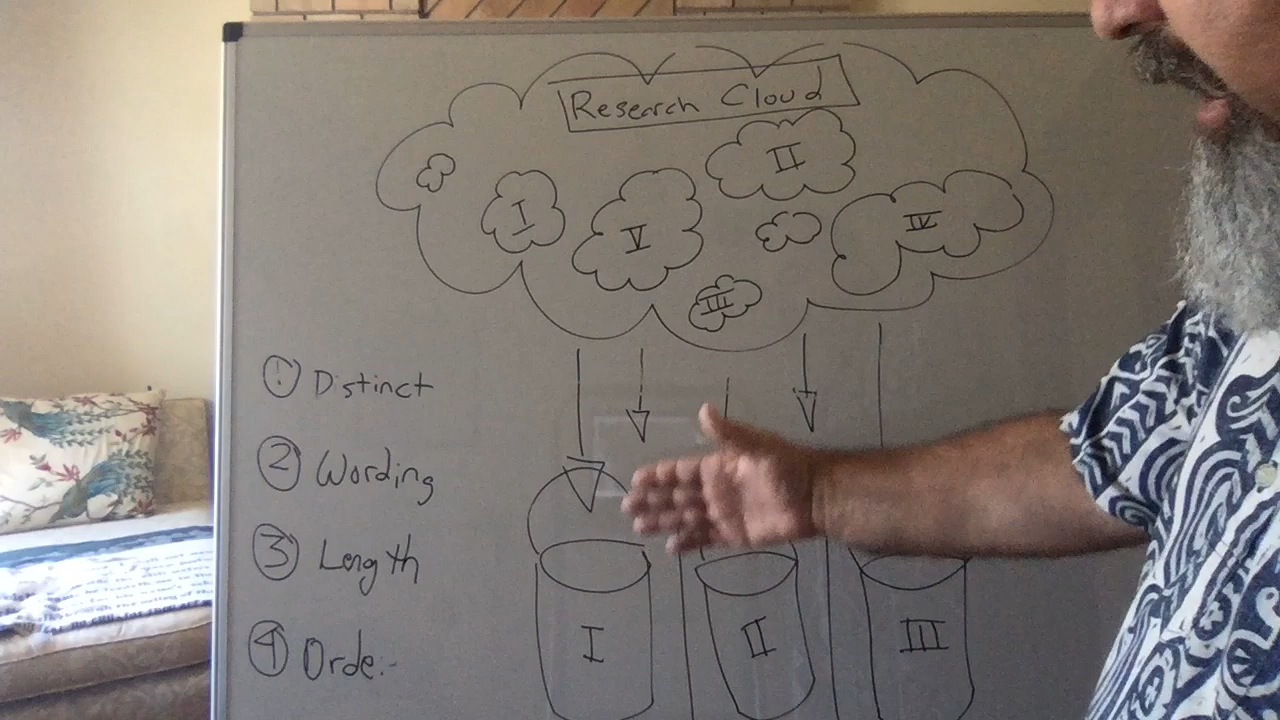 Research Cloud
II
I
V
IV
III
① Distinct
② Wording
③ Length
④ Order
I
II
III